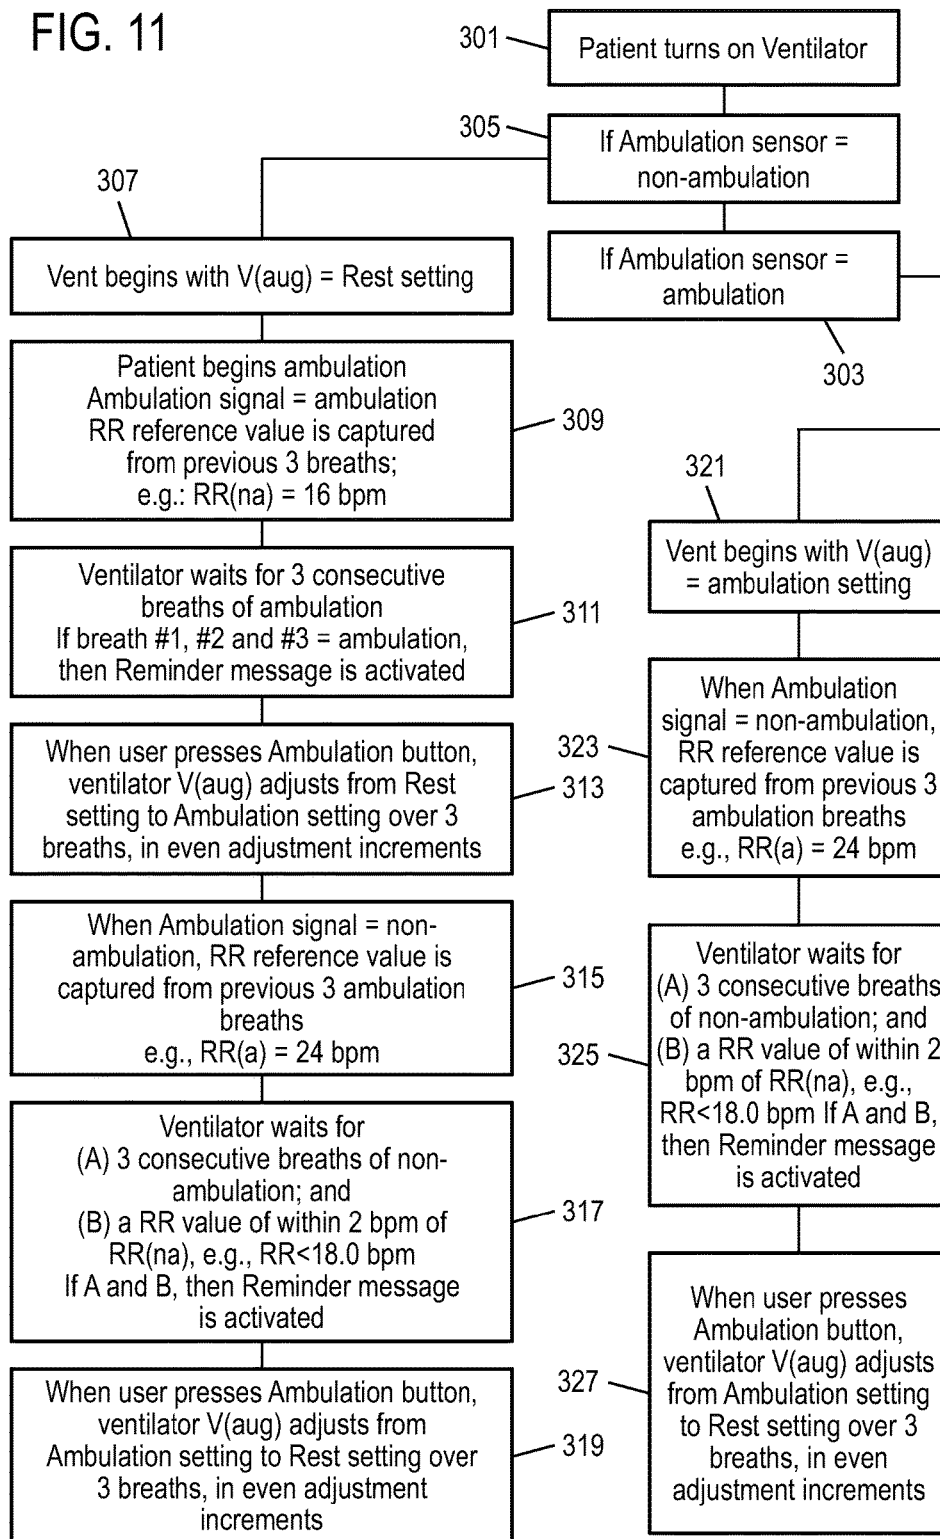 FIG. 11
301
Patient turns on Ventilator
305
If Ambulation sensor =
non-ambulation
If Ambulation sensor =
ambulation
303
307
Vent begins with V(aug) = Rest setting
Patient begins ambulation
Ambulation signal = ambulation
RR reference value is captured
from previous 3 breaths;
e.g.: RR(na) = 16 bpm
309
Ventilator waits for 3 consecutive
breaths of ambulation
If breath #1, #2 and #3 = ambulation,
then Reminder message is activated
311
When user presses Ambulation button,
ventilator V(aug) adjusts from Rest
setting to Ambulation setting over 3
breaths, in even adjustment increments
313
When Ambulation signal = non-
ambulation, RR reference value is
captured from previous 3 ambulation
breaths
e.g., RR(a) = 24 bpm
315
Ventilator waits for
(A) 3 consecutive breaths of non-
ambulation; and
(B) a RR value of within 2 bpm of
RR(na), e.g., RR<18.0 bpm
If A and B, then Reminder message
is activated
317
When user presses Ambulation button,
ventilator V(aug) adjusts from
Ambulation setting to Rest setting over
3 breaths, in even adjustment
increments
319
321
Vent begins with V(aug)
= ambulation setting
When Ambulation
signal = non-ambulation,
RR reference value is
captured from previous 3
ambulation breaths
e.g., RR(a) = 24 bpm
323
Ventilator waits for
(A) 3 consecutive breaths
of non-ambulation; and
(B) a RR value of within 2
bpm of RR(na), e.g.,
RR<18.0 bpm If A and B,
then Reminder message
is activated
325
When user presses
Ambulation button,
ventilator V(aug) adjusts
from Ambulation setting
to Rest setting over 3
breaths, in even
adjustment increments
327